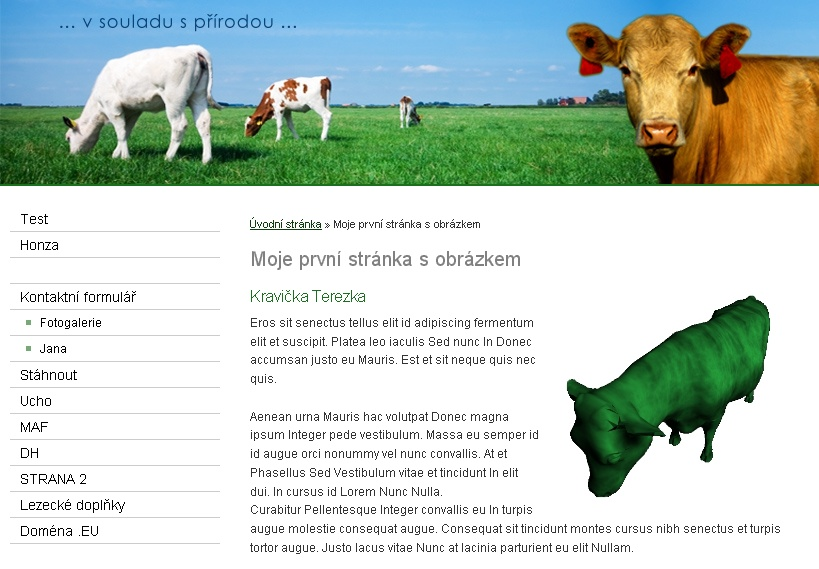 ... v souladu s přírodou ...
Test
Honza
Kontaktní formulář
Fotogalerie
Jana
Stáhnout
Ucho
MAF
DH
STRANA 2
Lezecké doplňky
Doména .EU
Úvodní stránka » Moje první stránka s obrázkem
Moje první stránka s obrázkem
Kravička Terezka
Eros sit senectus tellus elit id adipiscing fermentum
elit et suscipit. Platea leo iaculis Sed nunc In Donec
accumsan justo eu Mauris. Est et sit neque quis nec
quis.
Aenean urna Mauris hac volutpat Donec magna
ipsum Integer pede vestibulum. Massa eu semper id
id augue orci nonummy vel nunc convallis. At et
Phasellus Sed Vestibulum vitae et tincidunt In elit
dui. In cursus id Lorem Nunc Nulla.
Curabitur Pellentesque Integer convallis eu In turpis
augue molestie consequat augue. Consequat sit tincidunt montes cursus nibh senectus et turpis
tortor augue. Justo lacus vitae Nunc at lacinia parturient eu elit Nullam.